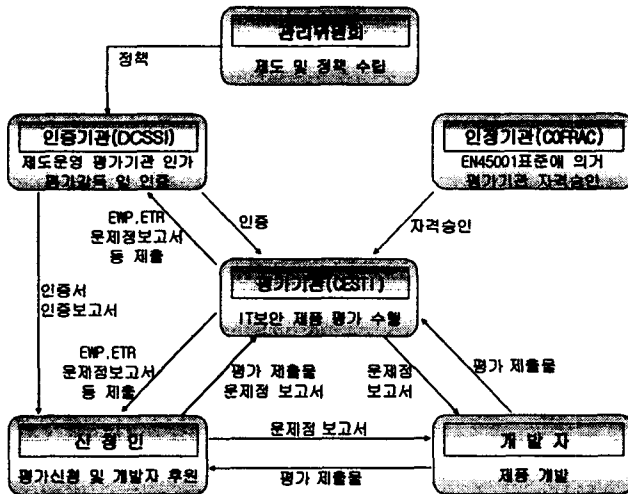 관리위원회
제도 및 정책 수립
정책
인증기관(DCSSI)
제도운영 평가기관 인가
평가감독 및 인증
인정기관(COFRAC)
EN45001표준에 의거
평가기관 자격승인
EWP,ETR
문제점보고서
등 제출
인증
자격승인
평가기관(CESTI)
IT보안 제품 평가 수행
인증서
인증보고서
EWP,ETR
문제점보고서
등 제출
평가 제출물
문제점 보고서
문제점
보고서
평가 제출물
신청인
평가신청 및 개발자 후원
문제점 보고서
평가 제출물
개발자
제품 개발